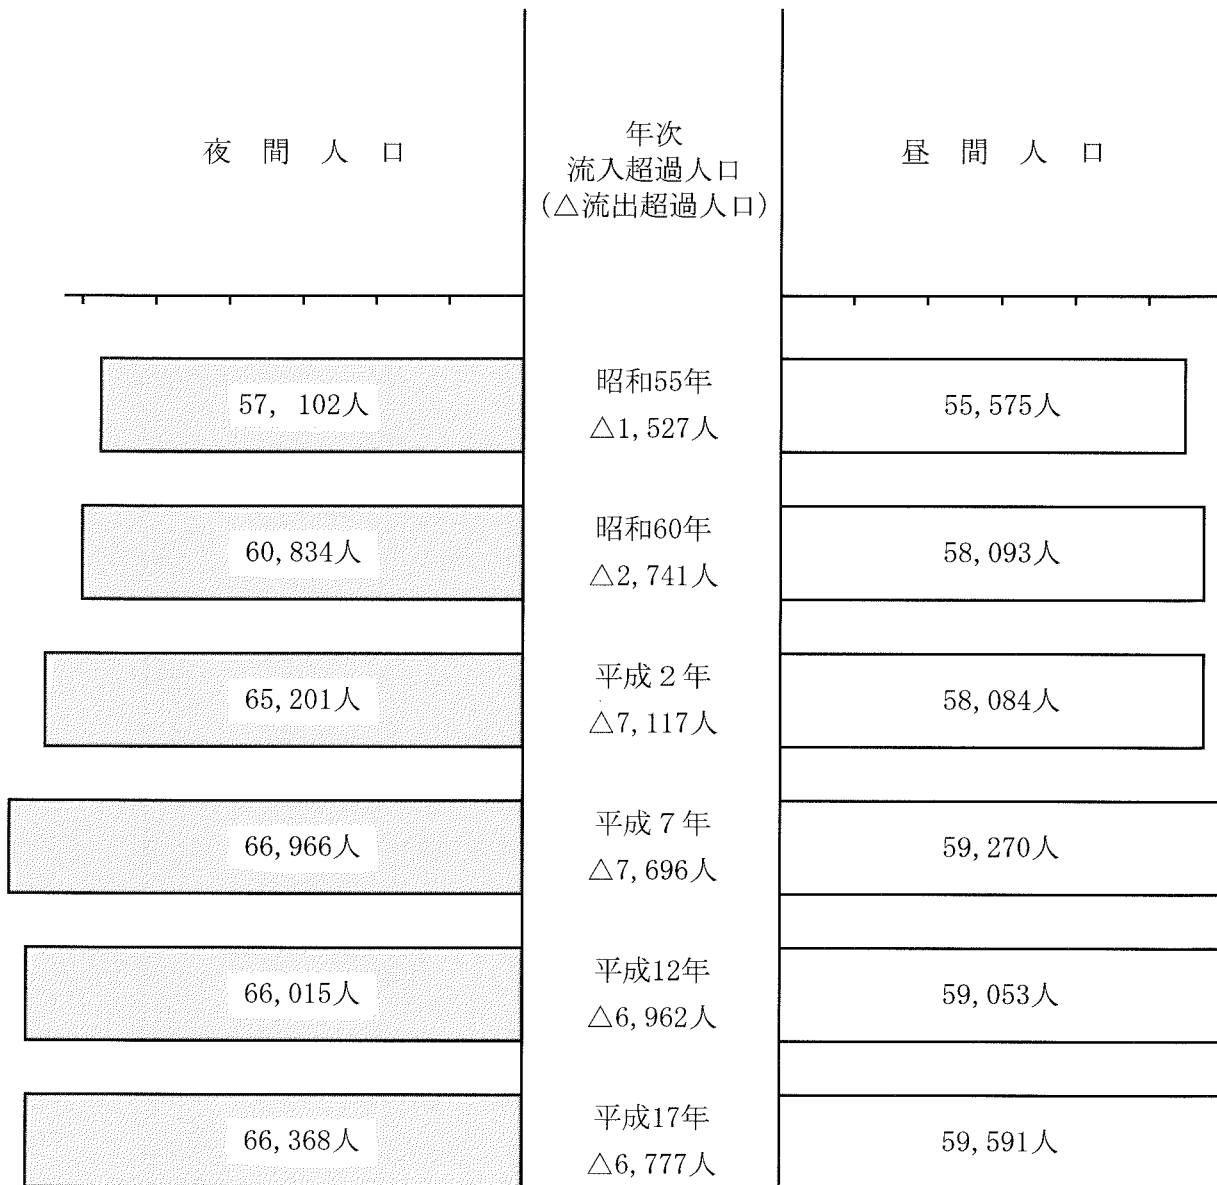 夜間人口
年次
流入超過人口
(△流出超過人口)
昼間人口
57, 102人
昭和55年
△1,527人
55,575人
60,834人
昭和60年
△2,741人
58,093人
65,201人
平成2年
△7,117人
58,084人
66,966人
平成7年
△7,696人
59,270人
66,015人
平成12年
△6,962人
59,053人
66,368人
平成17年
△6,777人
59,591人